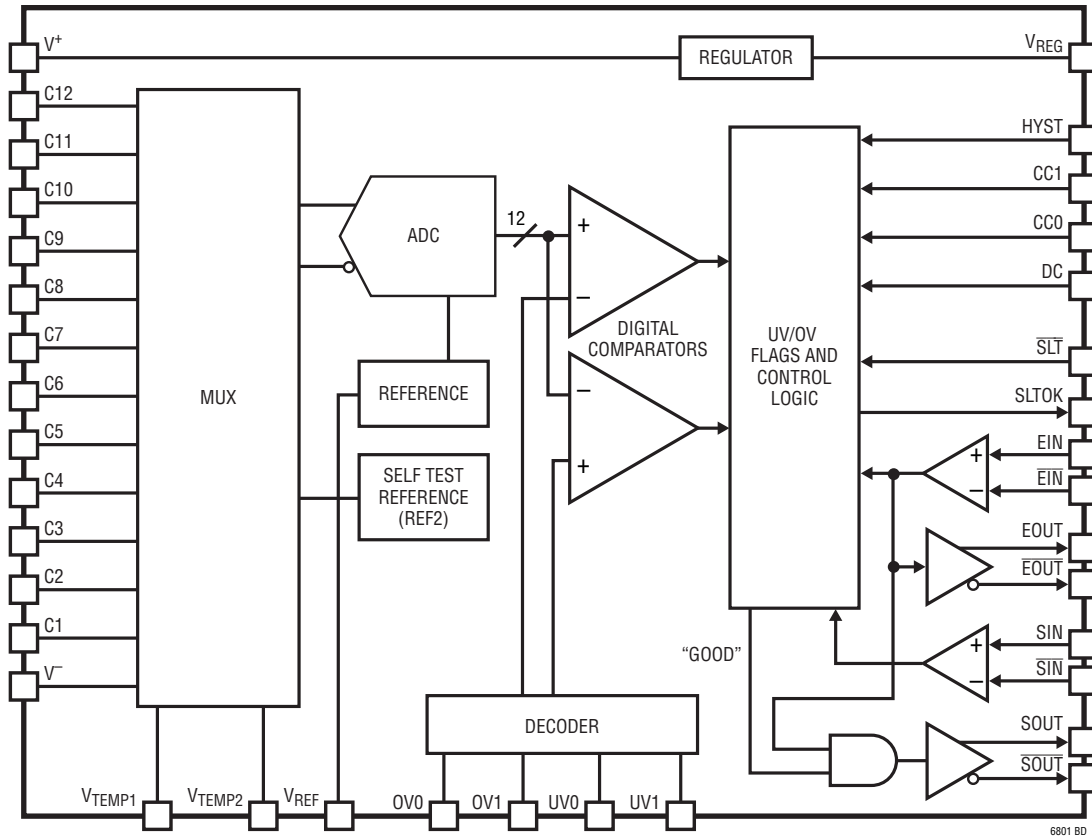 V+
REGULATOR
VREG
C12
C11
C10
C9
C8
C7
C6
C5
C4
C3
C2
C1
V–
MUX
ADC
12
REFERENCE
SELF TEST
REFERENCE
(REF2)
+
–
DIGITAL
COMPARATORS
–
+
UV/OV
FLAGS AND
CONTROL
LOGIC
HYST
CC1
CC0
DC
SLT
SLTOK
EIN
+
–
EIN
EOUT
EOUT
SIN
+
–
SIN
"GOOD"
SOUT
SOUT
DECODER
VTEMP1
VTEMP2
VREF
OV0
OV1
UV0
UV1
6801 BD